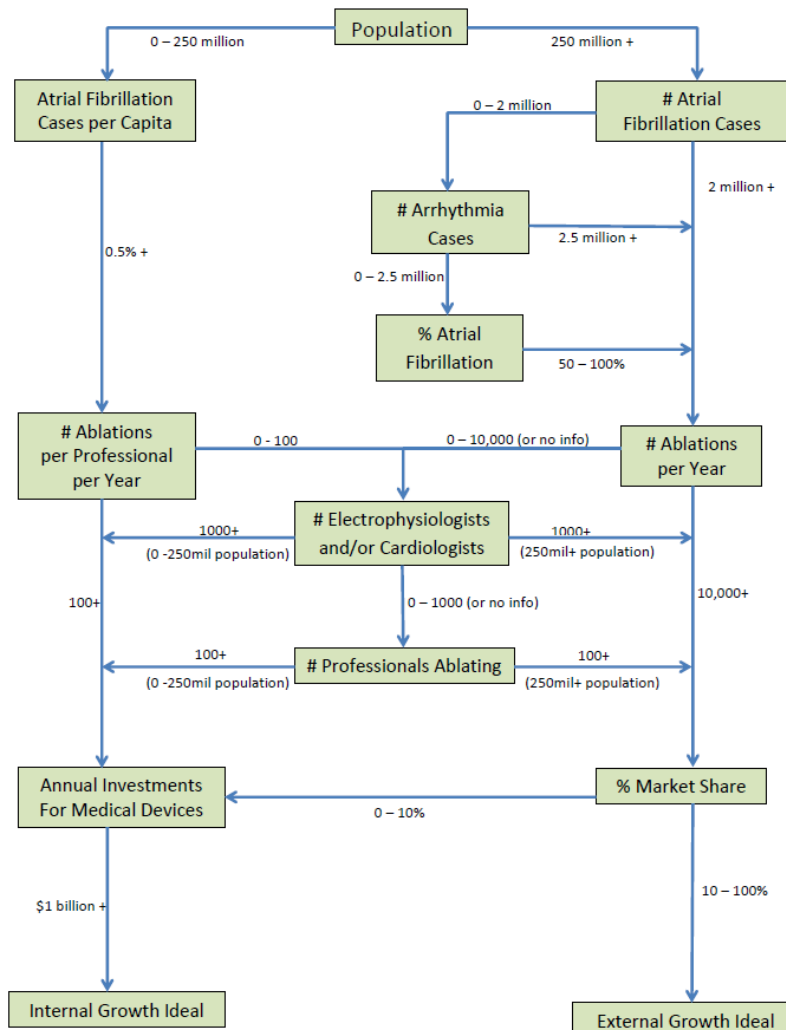 Population
0 – 250 million
250 million +
Atrial Fibrillation
Cases per Capita
# Atrial
Fibrillation Cases
0 – 2 million
2 million +
# Arrhythmia
Cases
2.5 million +
0 – 2.5 million
0.5% +
% Atrial
Fibrillation
50 – 100%
# Ablations
per Professional
per Year
0 - 100
0 – 10,000 (or no info)
# Ablations
per Year
# Electrophysiologists
and/or Cardiologists
1000+
(0 -250mil population)
1000+
(250mil+ population)
100+
0 – 1000 (or no info)
10,000+
# Professionals Ablating
100+
(0 -250mil population)
100+
(250mil+ population)
Annual Investments
For Medical Devices
% Market Share
0 – 10%
$1 billion +
10 – 100%
Internal Growth Ideal
External Growth Ideal